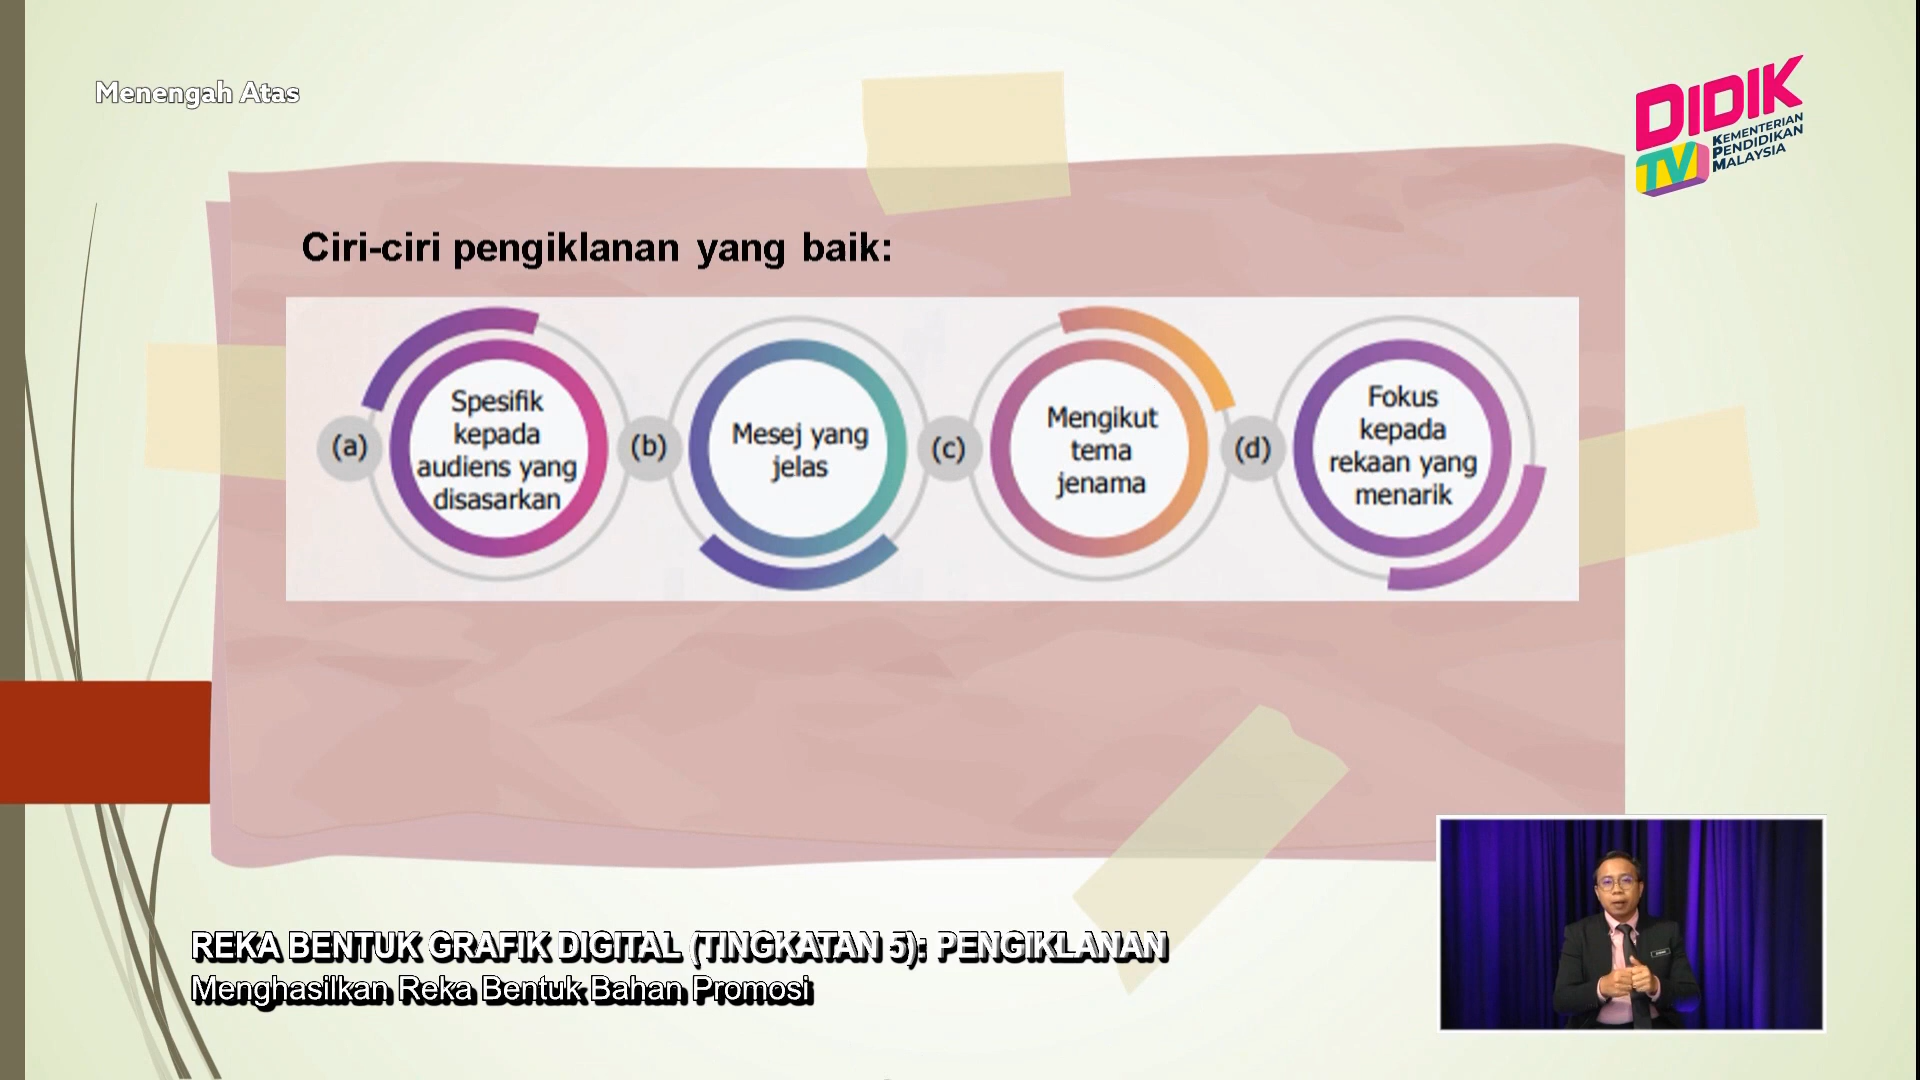 Menengah Atas
DIDIK
TV
KEMENTERIAN
PENDIDIKAN
MALAYSIA
Ciri-ciri pengiklanan yang baik:
(a)
Spesifik
kepada
audiens yang
disasarkan
(b)
Mesej yang
jelas
(c)
Mengikut
tema
jenama
(d)
Fokus
kepada
rekaan yang
menarik
REKA BENTUK GRAFIK DIGITAL (TINGKATAN 5): PENGIKLANAN
Menghasilkan Reka Bentuk Bahan Promosi